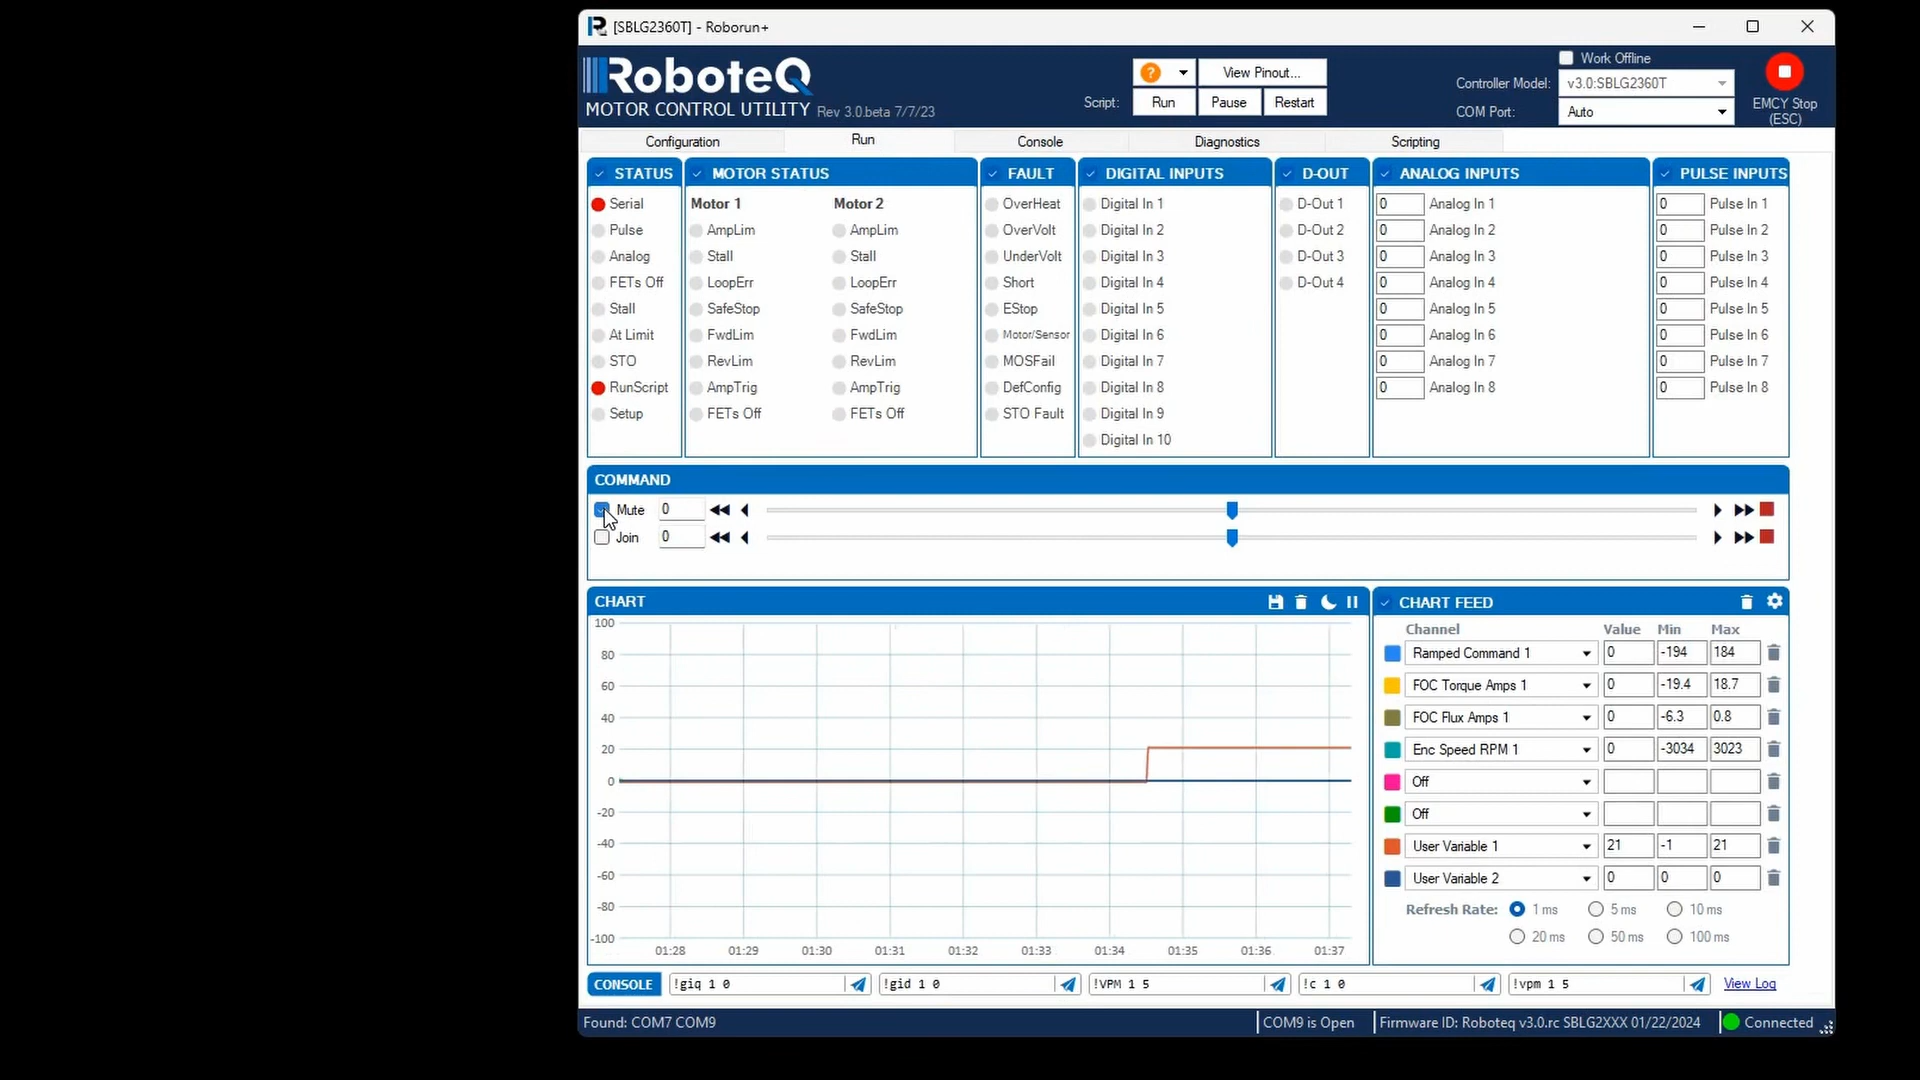 [SBLG2360T] - Roborun+
ROBOTEQ
MOTOR CONTROL UTILITY Rev 3.0.beta 7/7/23
Script:
?
View Pinout...
Run
Pause
Restart
Work Offline
Controller Model: v3.0:SBLG2360T
COM Port: Auto
EMCY Stop
(ESC)
Configuration
Run
Console
Diagnostics
Scripting
STATUS
Serial
Pulse
Analog
FETs Off
Stall
At Limit
STO
RunScript
Setup
MOTOR STATUS
Motor 1
AmpLim
Stall
LoopErr
SafeStop
FwdLim
RevLim
AmpTrig
FETs Off
Motor 2
AmpLim
Stall
LoopErr
SafeStop
FwdLim
RevLim
AmpTrig
FETs Off
FAULT
OverHeat
OverVolt
UnderVolt
Short
EStop
Motor/Sensor
MOSFail
DefConfig
STO Fault
DIGITAL INPUTS
Digital In 1
Digital In 2
Digital In 3
Digital In 4
Digital In 5
Digital In 6
Digital In 7
Digital In 8
Digital In 9
Digital In 10
D-OUT
D-Out 1
D-Out 2
D-Out 3
D-Out 4
ANALOG INPUTS
0 Analog In 1
0 Analog In 2
0 Analog In 3
0 Analog In 4
0 Analog In 5
0 Analog In 6
0 Analog In 7
0 Analog In 8
PULSE INPUTS
0 Pulse In 1
0 Pulse In 2
0 Pulse In 3
0 Pulse In 4
0 Pulse In 5
0 Pulse In 6
0 Pulse In 7
0 Pulse In 8
COMMAND
Mute 0
Join 0
CHART
100
80
60
40
20
0
-20
-40
-60
-80
-100
01:28 01:29 01:30 01:31 01:32 01:33 01:34 01:35 01:36 01:37
CHART FEED
Channel Value Min Max
Ramped Command 1 0 -194 184
FOC Torque Amps 1 0 -19.4 18.7
FOC Flux Amps 1 0 -6.3 0.8
Enc Speed RPM 1 0 -3034 3023
Off
Off
User Variable 1 21 -1 21
User Variable 2 0 0 0
Refresh Rate: 1 ms 5 ms 10 ms
20 ms 50 ms 100 ms
CONSOLE !giq 1 0 !gid 1 0 !VPM 1 5 !c 1 0 !vpm 1 5 View Log
Found: COM7 COM9 COM9 is Open Firmware ID: Roboteq v3.0.rc SBLG2XXX 01/22/2024 Connected